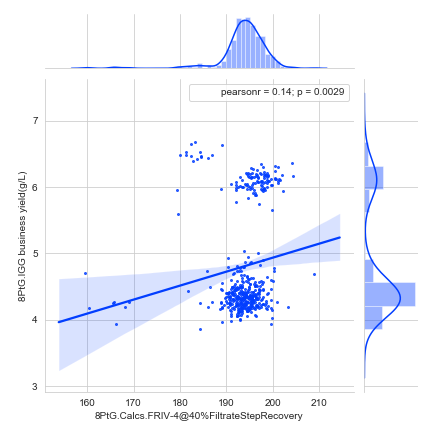 pearsonr = 0.14; p = 0.0029
7
6
5
4
3
8PtG.IGG business yield(g/L)
160 170 180 190 200 210
8PtG.Calcs.FRIV-4@40%FiltrateStepRecovery